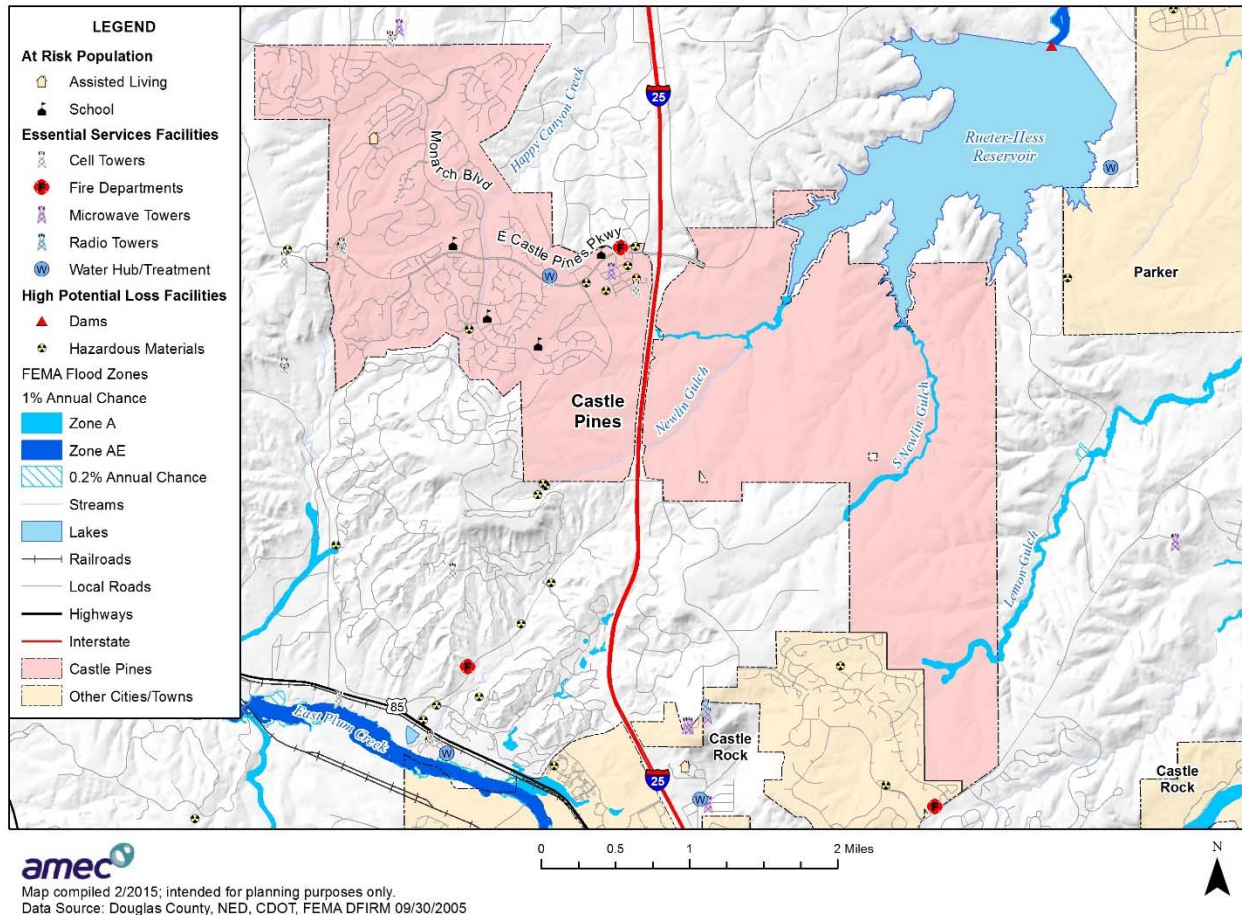 LEGEND
At Risk Population
Assisted Living
School
Essential Services Facilities
Cell Towers
F
Fire Departments
Microwave Towers
Radio Towers
W
Water Hub/Treatment
High Potential Loss Facilities
Dams
Hazardous Materials
FEMA Flood Zones
1% Annual Chance
Zone A
Zone AE
0.2% Annual Chance
Streams
Lakes
Railroads
Local Roads
Highways
Interstate
Castle Pines
Other Cities/Towns
25
Happy Canyon Creek
Monarch Blvd
Rueter-Hess
Reservoir
W
E Castle Pines Pkwy
F
W
Parker
Castle
Pines
Newlin Gulch
S Newlin Gulch
Lemon Gulch
F
85
East Plum Creek
W
Castle
Rock
25
W
F
Castle
Rock
amec
Map compiled 2/2015; intended for planning purposes only.
Data Source: Douglas County, NED, CDOT, FEMA DFIRM 09/30/2005
0 0.5 1 2 Miles
N